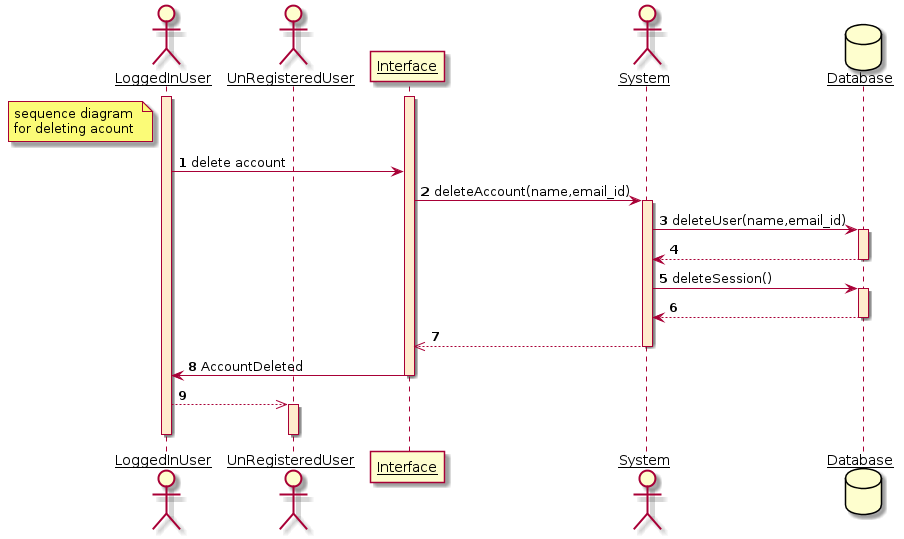 LoggedInUser
UnRegisteredUser
Interface
System
Database
sequence diagram
for deleting acount
1 delete account
2 deleteAccount(name,email_id)
3 deleteUser(name,email_id)
4
5 deleteSession()
6
7
8 AccountDeleted
9
LoggedInUser
UnRegisteredUser
Interface
System
Database